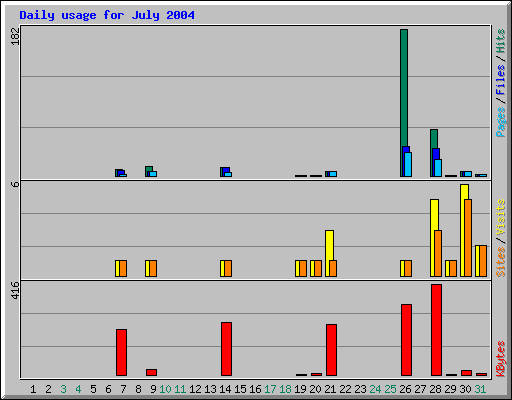 Daily usage for July 2004
182
Pages/Files/Hits
6
Sites/Visits
416
KBytes
1 2 3 4 5 6 7 8 9 10 11 12 13 14 15 16 17 18 19 20 21 22 23 24 25 26 27 28 29 30 31